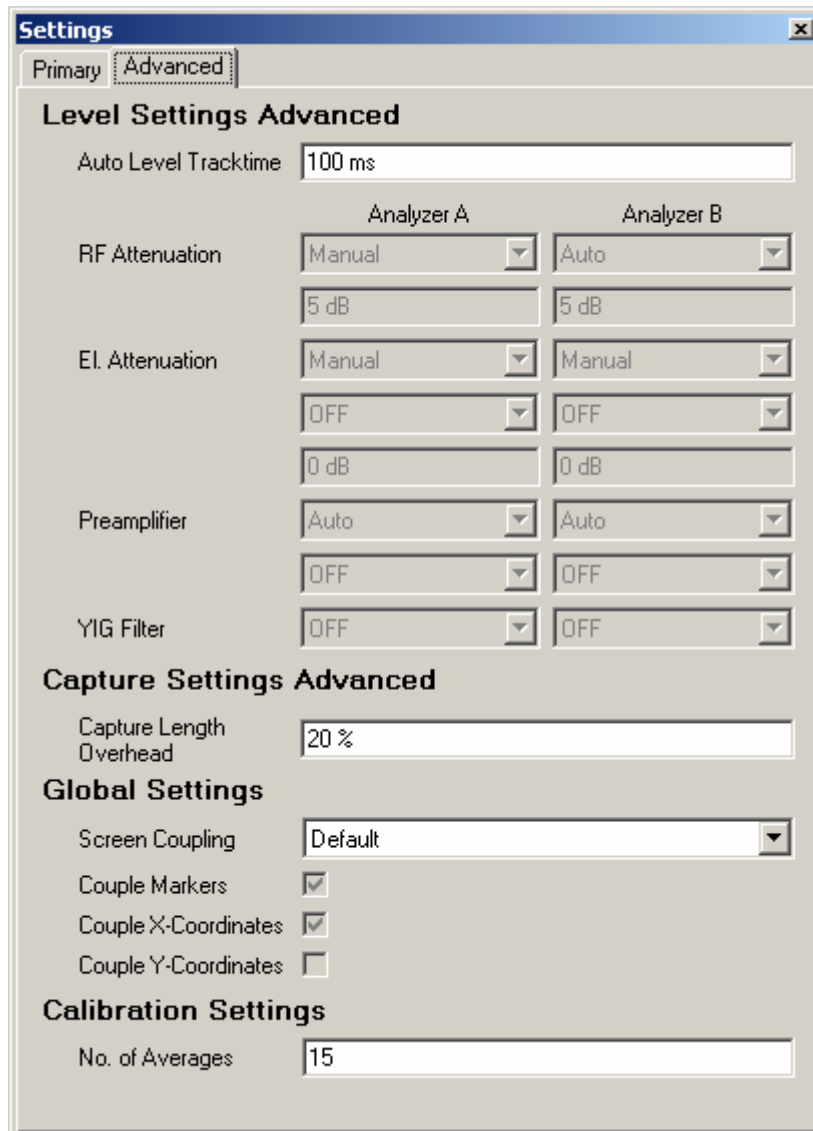 Settings
Primary Advanced
Level Settings Advanced
Auto Level Tracktime 100 ms
Analyzer A Analyzer B
RF Attenuation Manual Auto
5 dB 5 dB
El. Attenuation Manual Manual
OFF OFF
0 dB 0 dB
Preamplifier Auto Auto
OFF OFF
YIG Filter OFF OFF
Capture Settings Advanced
Capture Length
Overhead 20 %
Global Settings
Screen Coupling Default
Couple Markers
Couple X-Coordinates
Couple Y-Coordinates
Calibration Settings
No. of Averages 15